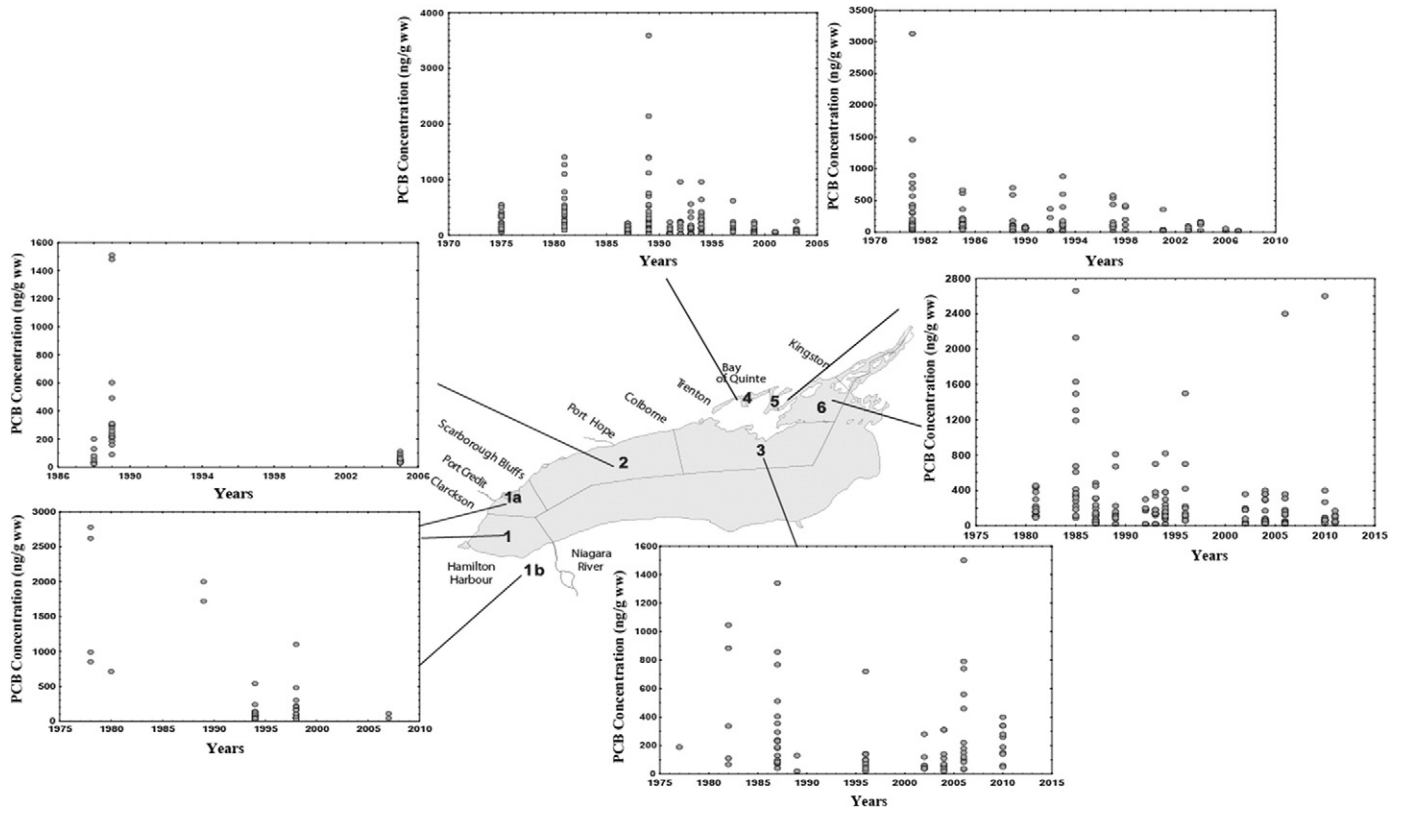 4000
3000
2000
1000
0
1970 1975 1980 1985 1990 1995 2000 2005
Years
PCB Concentration (ng/g ww)
3500
3000
2500
2000
1500
1000
500
0
1978 1982 1986 1990 1994 1998 2002 2006 2010
Years
PCB Concentration (ng/g ww)
1600
1400
1200
1000
800
600
400
200
0
1986 1990 1994 1998 2002 2006
Years
PCB Concentration (ng/g ww)
2800
2400
2000
1600
1200
800
400
0
1975 1980 1985 1990 1995 2000 2005 2010 2015
Years
PCB Concentration (ng/g ww)
Kingston
Bay
of Quinte
Trenton
Colborne
Port Hope
Scarborough Bluffs
Port Credit
Clarckson
4
5
6
3
2
1a
1
1b
Hamilton
Harbour
Niagara
River
3000
2500
2000
1500
1000
500
0
1975 1980 1985 1990 1995 2000 2005 2010
Years
PCB Concentration (ng/g ww)
1600
1400
1200
1000
800
600
400
200
0
1975 1980 1985 1990 1995 2000 2005 2010 2015
Years
PCB Concentration (ng/g ww)